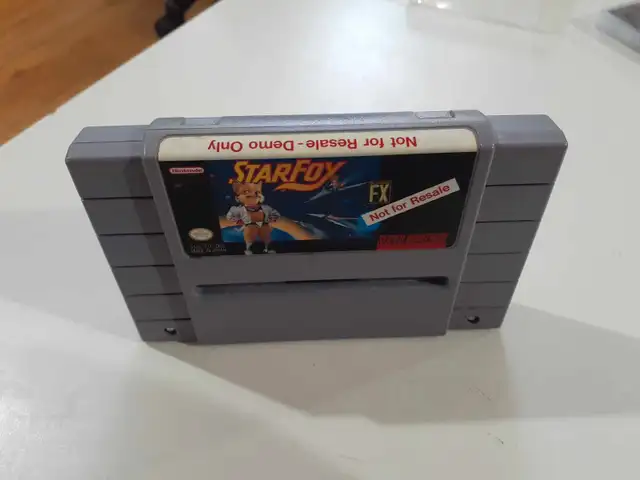 Not for Resale - Demo Only
Nintendo
STARFOX
FX
Not for Resale